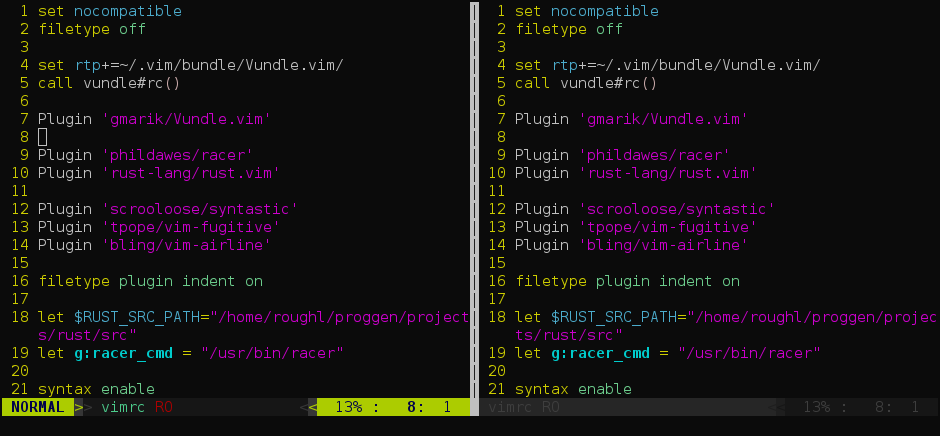 1 set nocompatible
2 filetype off
3
4 set rtp+=~/.vim/bundle/Vundle.vim/
5 call vundle#rc()
6
7 Plugin 'gmarik/Vundle.vim'
8
9 Plugin 'phildawes/racer'
10 Plugin 'rust-lang/rust.vim'
11
12 Plugin 'scrooloose/syntastic'
13 Plugin 'tpope/vim-fugitive'
14 Plugin 'bling/vim-airline'
15
16 filetype plugin indent on
17
18 let $RUST_SRC_PATH="/home/roughl/proggen/project
s/rust/src"
19 let g:racer_cmd = "/usr/bin/racer"
20
21 syntax enable
NORMAL >> vimrc RO << 13% : 8: 1
1 set nocompatible
2 filetype off
3
4 set rtp+=~/.vim/bundle/Vundle.vim/
5 call vundle#rc()
6
7 Plugin 'gmarik/Vundle.vim'
8
9 Plugin 'phildawes/racer'
10 Plugin 'rust-lang/rust.vim'
11
12 Plugin 'scrooloose/syntastic'
13 Plugin 'tpope/vim-fugitive'
14 Plugin 'bling/vim-airline'
15
16 filetype plugin indent on
17
18 let $RUST_SRC_PATH="/home/roughl/proggen/projec
ts/rust/src"
19 let g:racer_cmd = "/usr/bin/racer"
20
21 syntax enable
vimrc RO << 13% : 8: 1